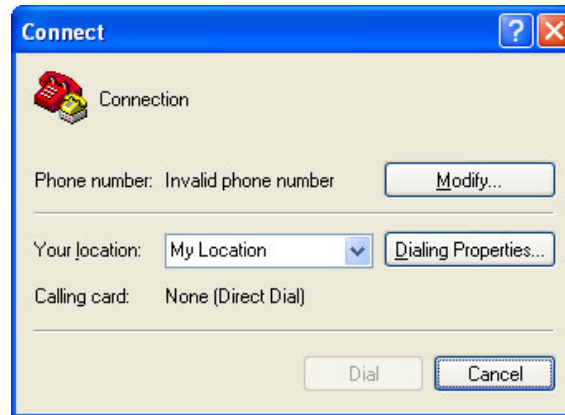 Connect
Connection
Phone number: Invalid phone number Modify...
Your location: My Location Dialing Properties...
Calling card: None (Direct Dial)
Dial Cancel